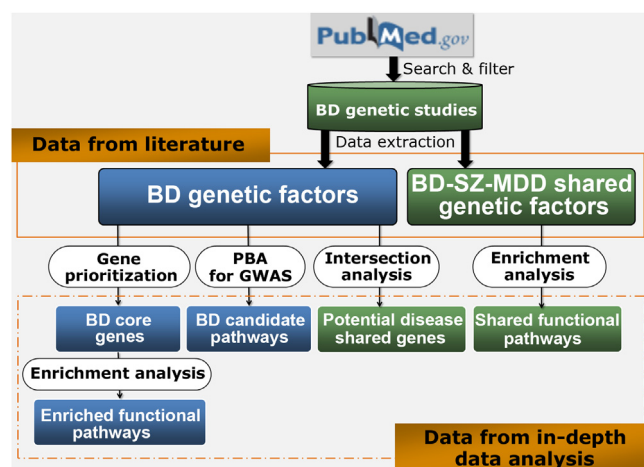 PubMed.gov
Search & filter
BD genetic studies
Data extraction
Data from literature
BD genetic factors
BD-SZ-MDD shared
genetic factors
Gene
prioritization
PBA
for GWAS
Intersection
analysis
Enrichment
analysis
BD core
genes
BD candidate
pathways
Potential disease
shared genes
Shared functional
pathways
Enrichment analysis
Enriched functional
pathways
Data from in-depth
data analysis